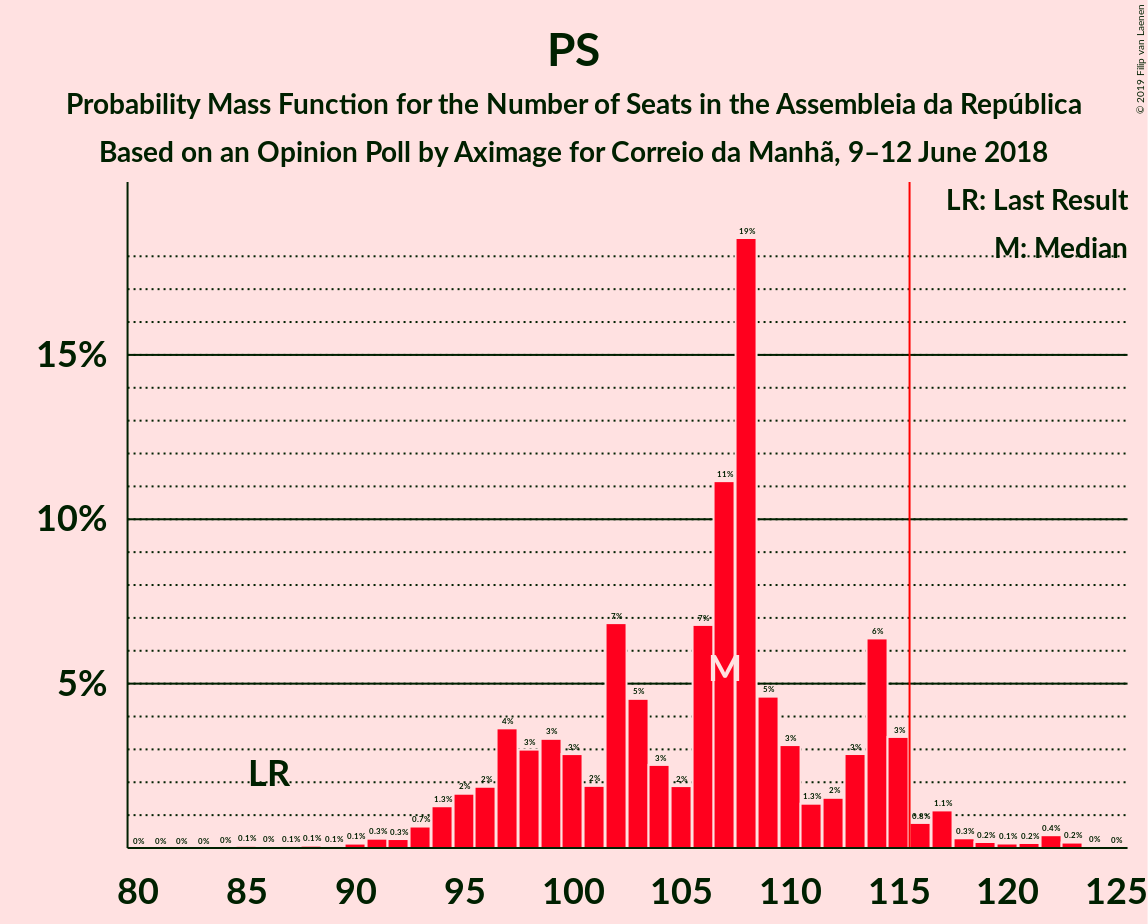 PS
Probability Mass Function for the Number of Seats in the Assembleia da República
Based on an Opinion Poll by Aximage for Correio da Manhã, 9–12 June 2018
© 2019 Filip van Laenen
LR: Last Result
M: Median
15%
10%
5%
0% 0% 0% 0% 0% 0.1% 0% 0.1% 0.1% 0.1% 0.1% 0.3% 0.3% 0.7% 1.3% 2% 2% 4% 3% 3% 3% 2% 7% 5% 3% 2% 7% 11% 19% 5% 3% 1.3% 2% 3% 6% 3% 0.8% 1.1% 0.3% 0.2% 0.1% 0.2% 0.4% 0.2% 0% 0%
LR
M
80 85 90 95 100 105 110 115 120 125